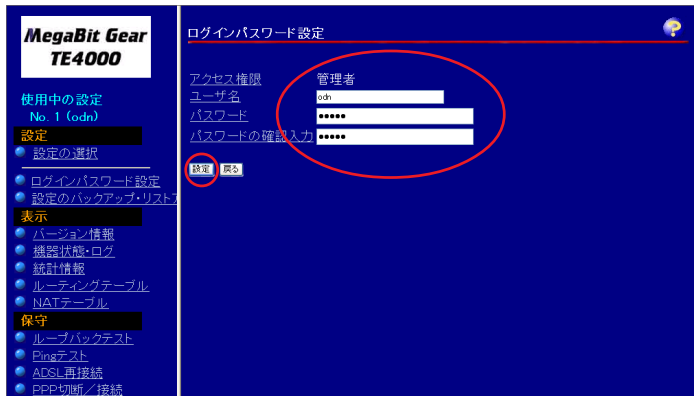 MegaBit Gear
TE4000
使用中の設定
No. 1 (odn)
設定
設定の選択
ログインパスワード設定
設定のバックアップ・リストア
表示
バージョン情報
機器状態・ログ
統計情報
ルーティングテーブル
NATテーブル
保守
ループバックテスト
Pingテスト
ADSL再接続
PPP切断／接続
ログインパスワード設定
?
アクセス権限 管理者
ユーザ名 odn
パスワード •••••
パスワードの確認入力 •••••
設定 戻る